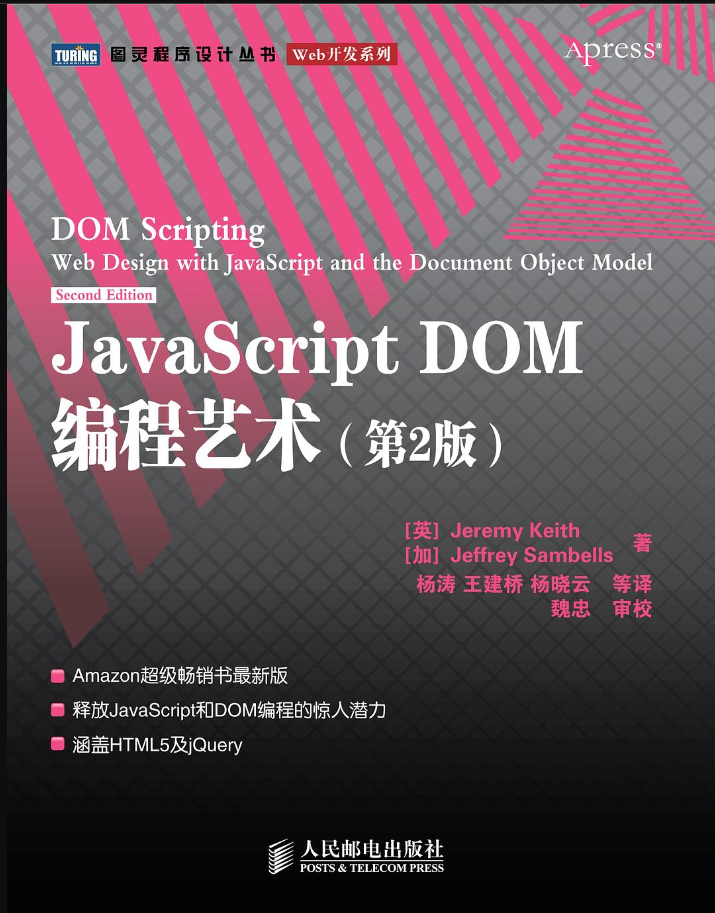 TURING 图灵程序设计丛书 Web开发系列
Apress®
DOM Scripting
Web Design with JavaScript and the Document Object Model
Second Edition
JavaScript DOM
编程艺术（第2版）
[英] Jeremy Keith
[加] Jeffrey Sambells 著
杨涛 王建桥 杨晓云 等译
魏忠 审校
Amazon超级畅销书最新版
释放JavaScript和DOM编程的惊人潜力
涵盖HTML5及jQuery
人民邮电出版社
POSTS & TELECOM PRESS